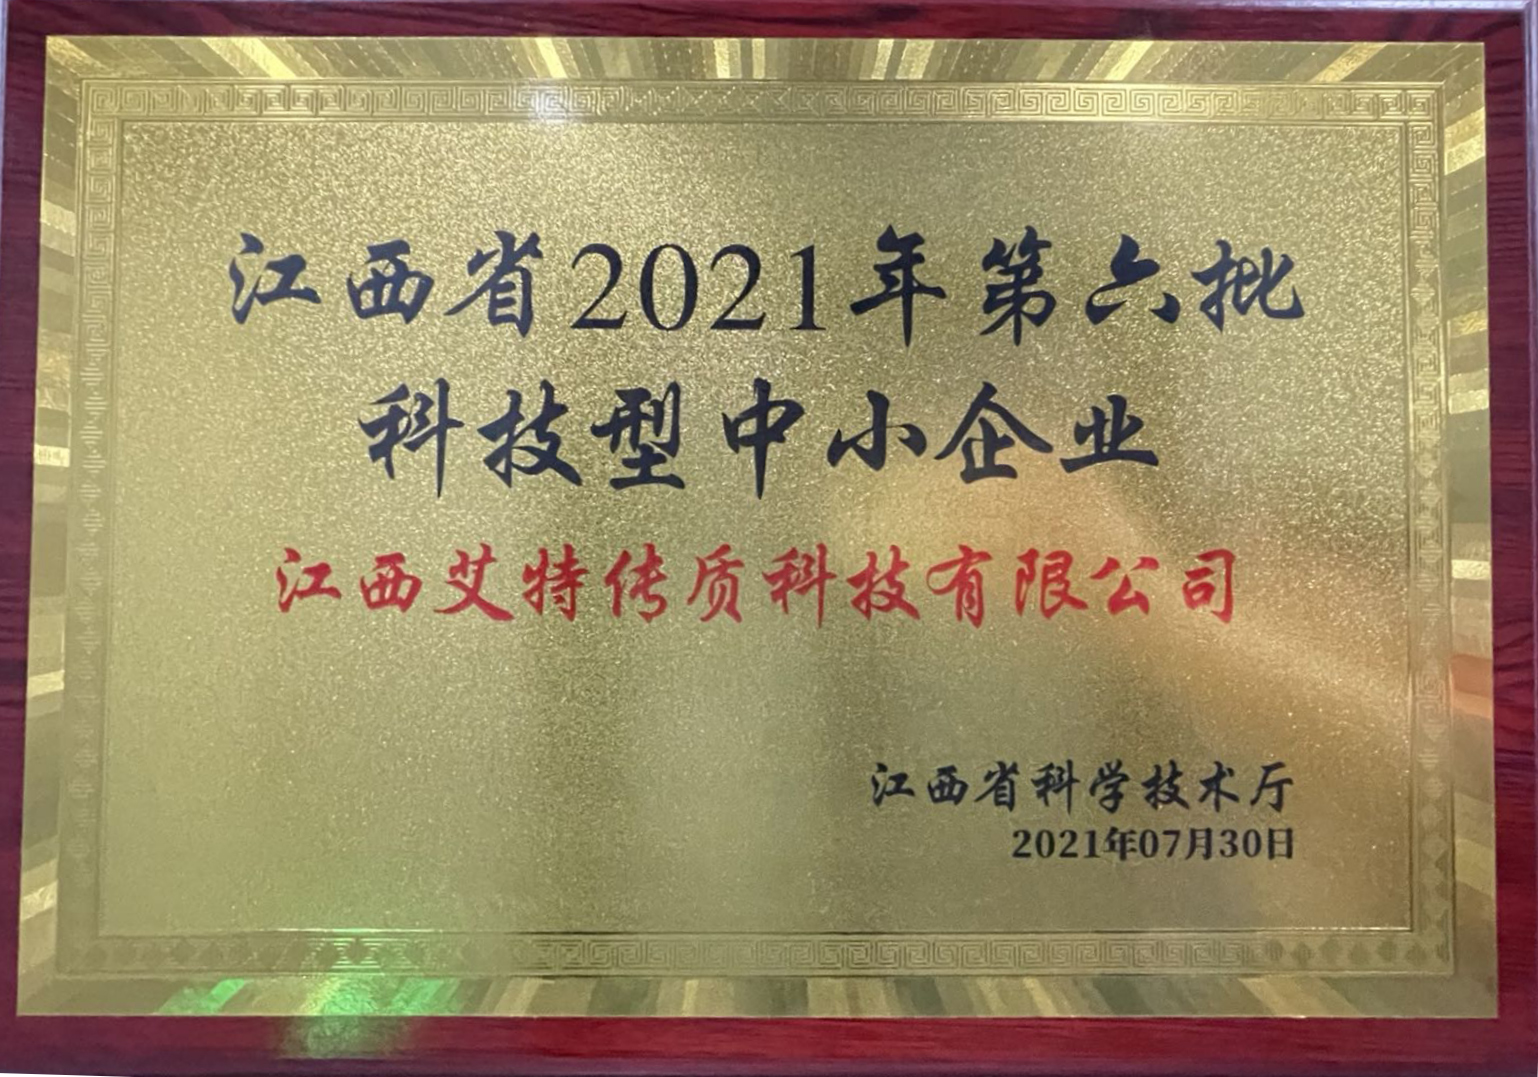 江西省2021年第六批
科技型中小企业
江西艾特传质科技有限公司
江西省科学技术厅
2021年07月30日